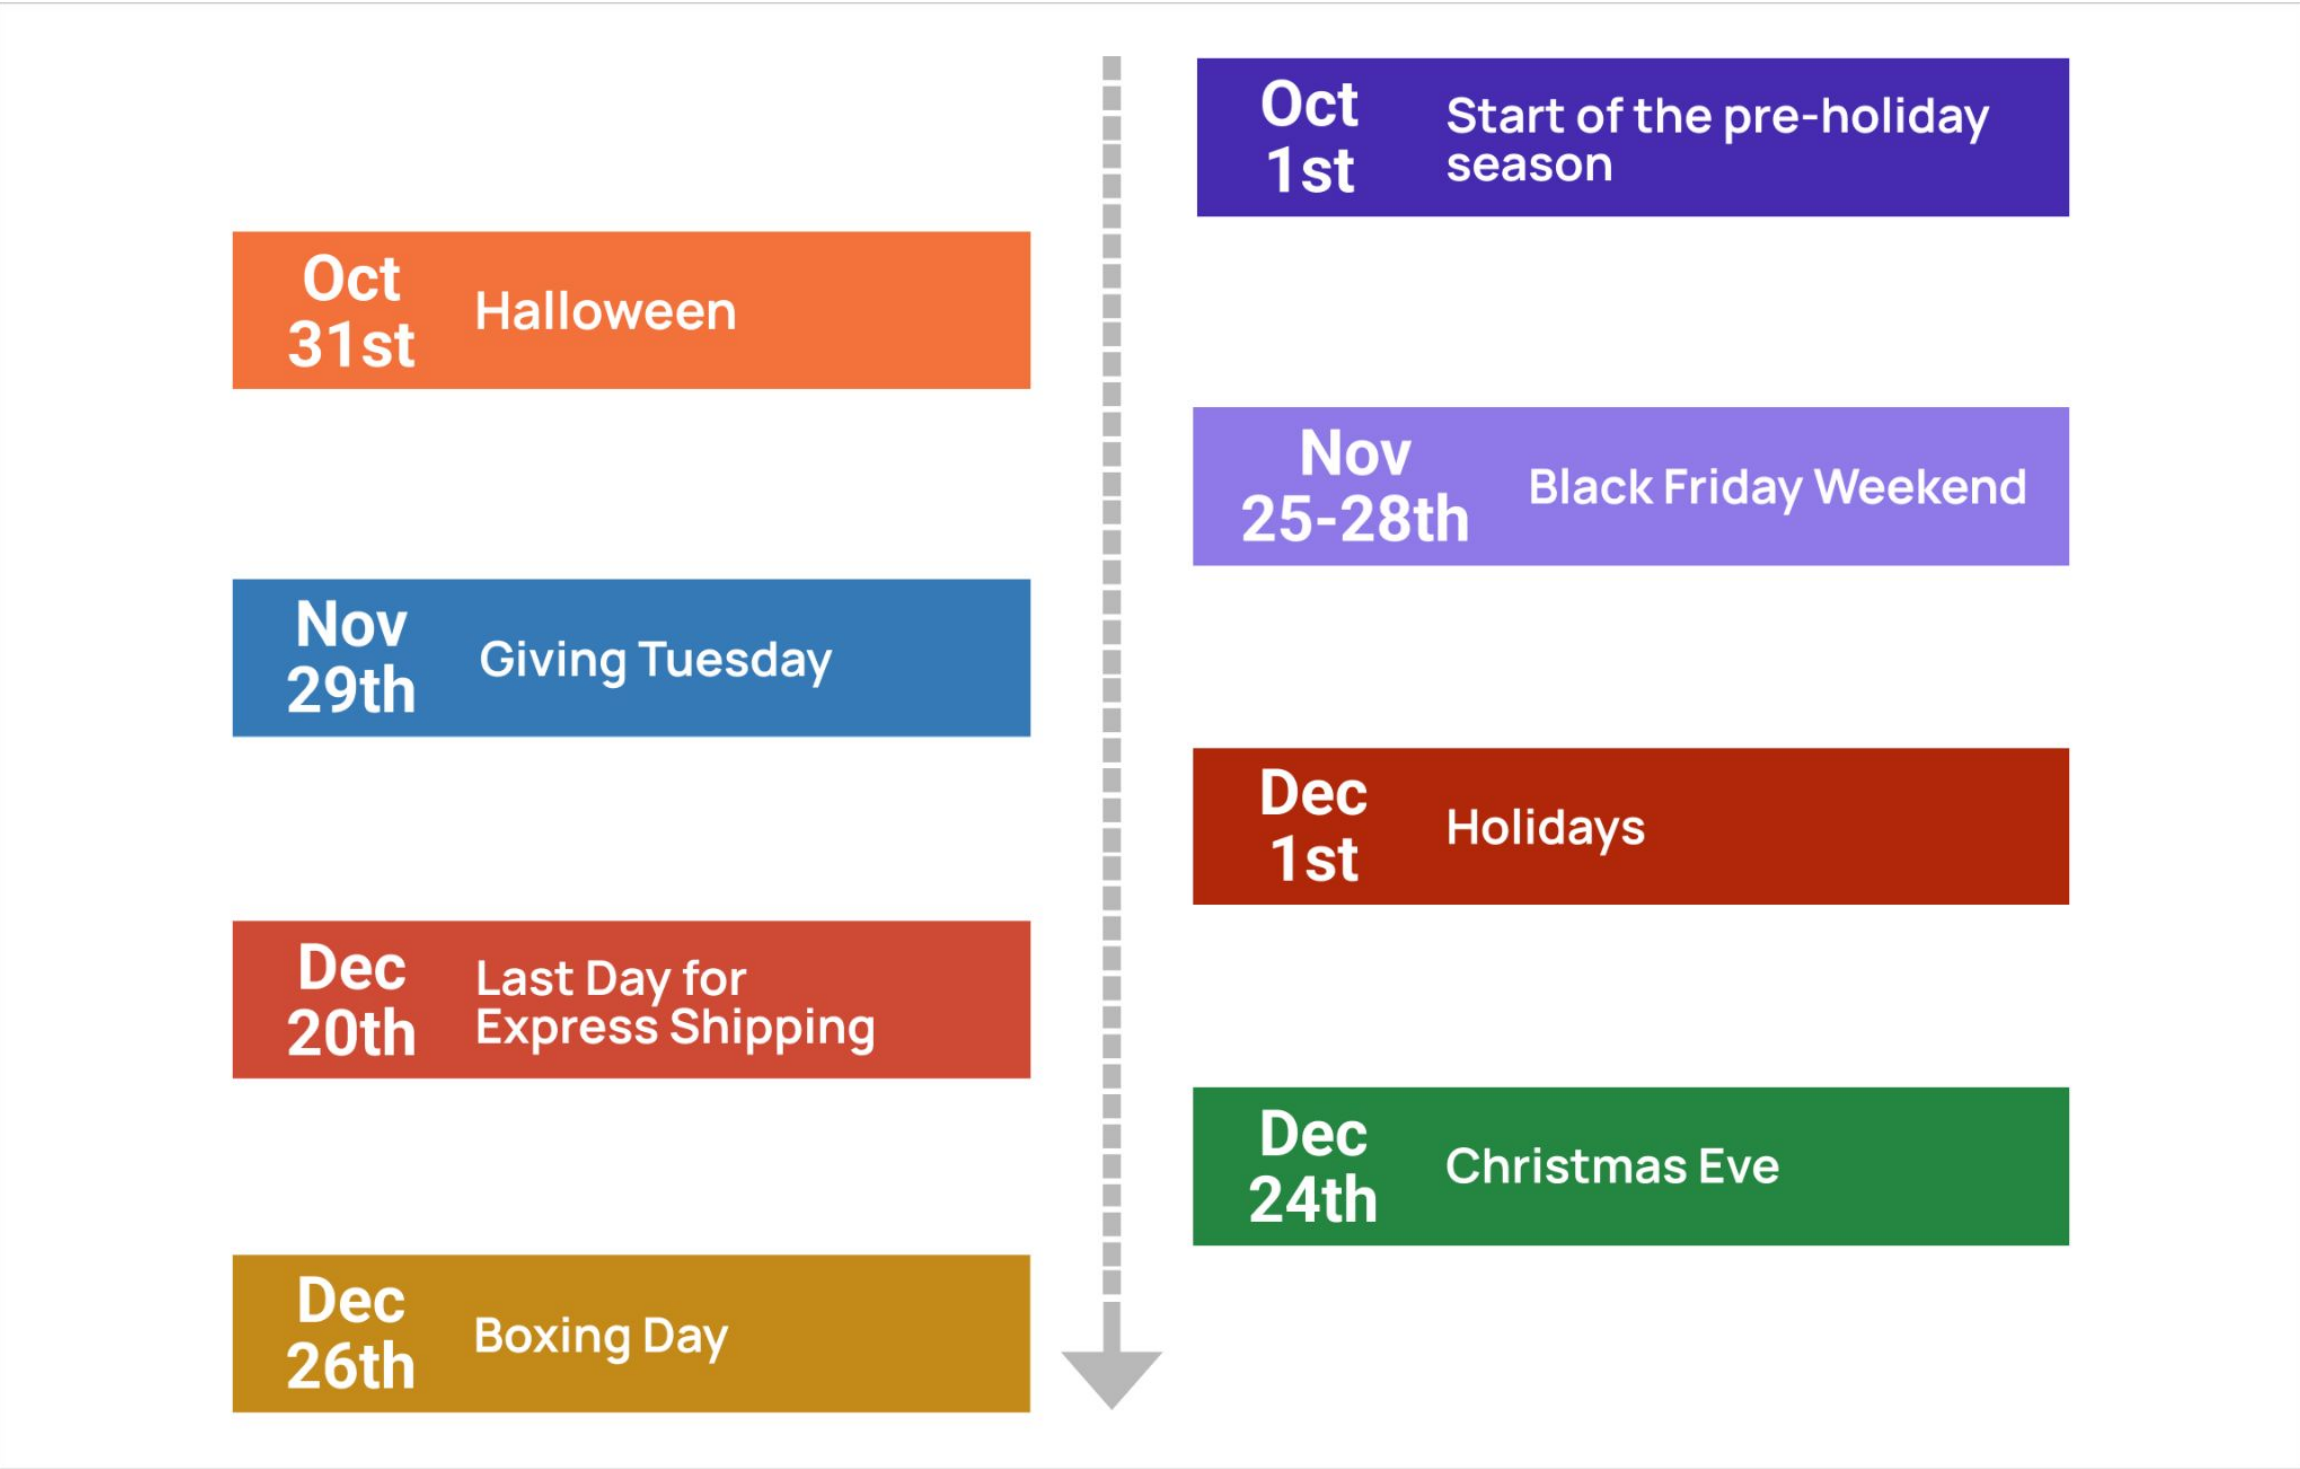 Oct
1st
Start of the pre-holiday
season
Oct
31st
Halloween
Nov
25-28th
Black Friday Weekend
Nov
29th
Giving Tuesday
Dec
1st
Holidays
Dec
20th
Last Day for
Express Shipping
Dec
24th
Christmas Eve
Dec
26th
Boxing Day